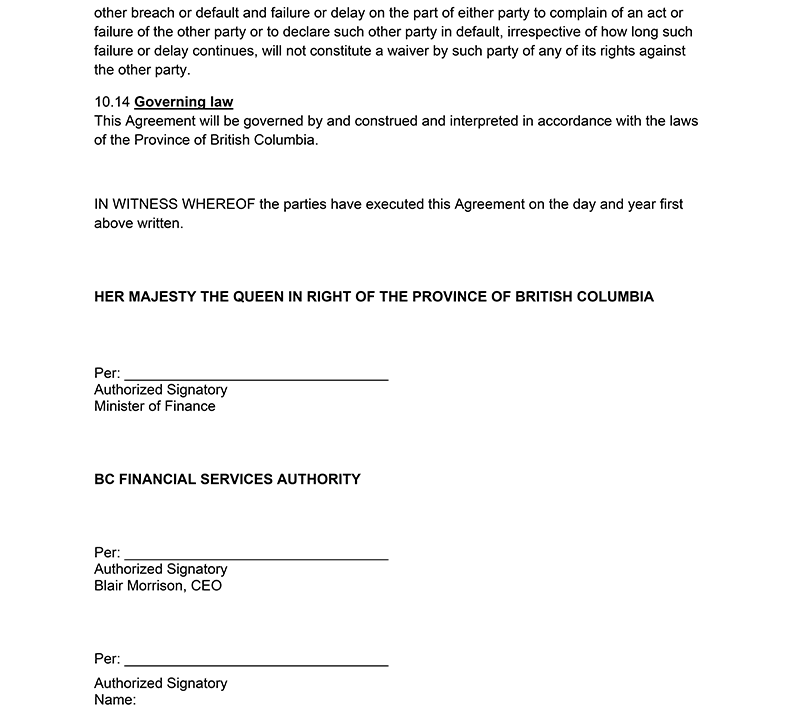 other breach or default and failure or delay on the part of either party to complain of an act or
failure of the other party or to declare such other party in default, irrespective of how long such
failure or delay continues, will not constitute a waiver by such party of any of its rights against
the other party.
10.14 Governing law
This Agreement will be governed by and construed and interpreted in accordance with the laws
of the Province of British Columbia.
IN WITNESS WHEREOF the parties have executed this Agreement on the day and year first
above written.
HER MAJESTY THE QUEEN IN RIGHT OF THE PROVINCE OF BRITISH COLUMBIA
Per: ________________________________
Authorized Signatory
Minister of Finance
BC FINANCIAL SERVICES AUTHORITY
Per: ________________________________
Authorized Signatory
Blair Morrison, CEO
Per: ________________________________
Authorized Signatory
Name: